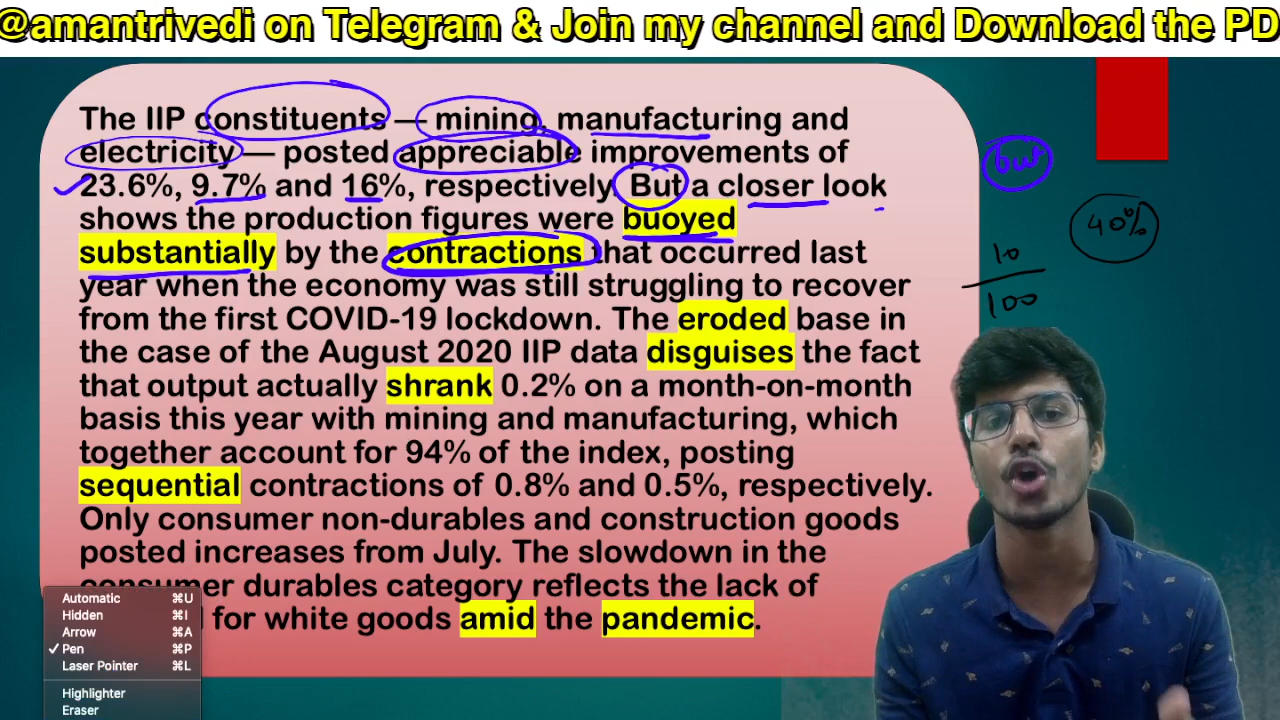 @amantrivedi on Telegram & Join my channel and Download the PD
The IIP constituents — mining, manufacturing and
electricity — posted appreciable improvements of
23.6%, 9.7% and 16%, respectively. But a closer look
shows the production figures were buoyed
substantially by the contractions that occurred last
year when the economy was still struggling to recover
from the first COVID-19 lockdown. The eroded base in
the case of the August 2020 IIP data disguises the fact
that output actually shrank 0.2% on a month-on-month
basis this year with mining and manufacturing, which
together account for 94% of the index, posting
sequential contractions of 0.8% and 0.5%, respectively.
Only consumer non-durables and construction goods
posted increases from July. The slowdown in the
consumer durables category reflects the lack of
for white goods amid the pandemic.
but
40%
10
100
Automatic ⌘U
Hidden ⌘I
Arrow ⌘A
✓ Pen ⌘P
Laser Pointer ⌘L
Highlighter
Eraser